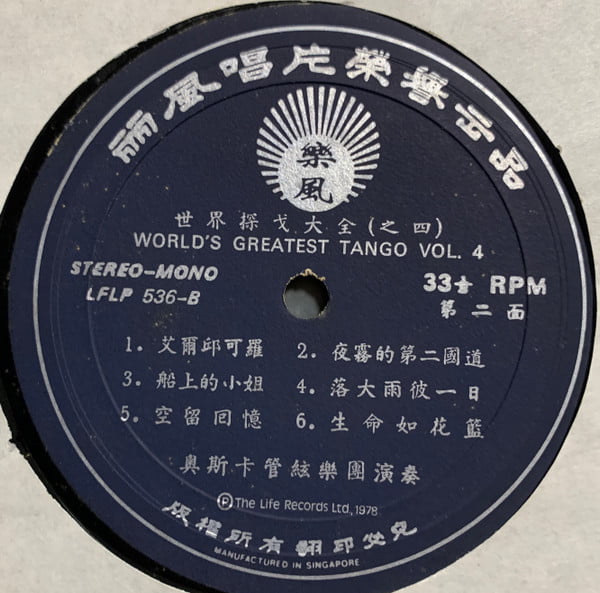 丽風唱片榮譽云品
樂風
世界探戈大全(之四)
WORLD'S GREATEST TANGO VOL. 4
STEREO-MONO
33⅓ RPM
LFLP 536-B
第二面
1. 艾爾邱可羅
2. 夜霧的第二國道
3. 船上的小姐
4. 落大雨彼一日
5. 空留回憶
6. 生命如花籃
奥斯卡管絃樂團演奏
Ⓟ The Life Records Ltd, 1978
版權所有翻印必究
MANUFACTURED IN SINGAPORE